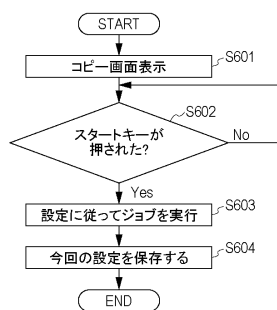 START
コピー画面表示
S601
S602
スタートキーが
押された?
No
Yes
設定に従ってジョブを実行
S603
今回の設定を保存する
S604
END